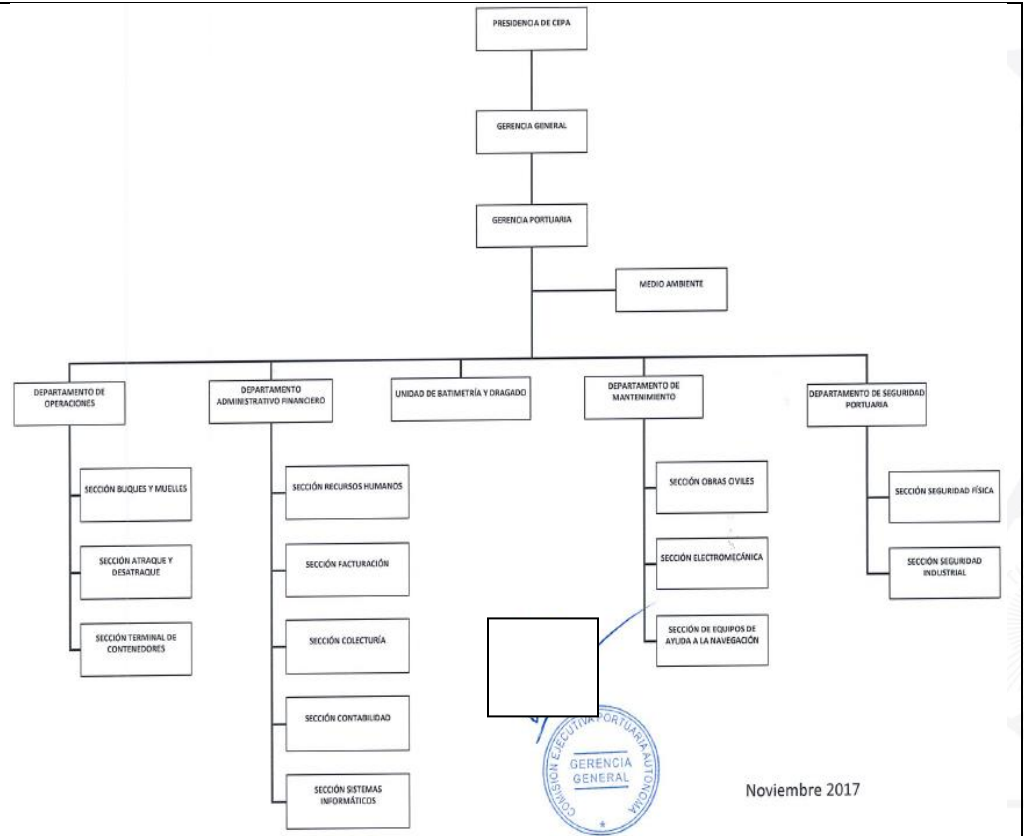 PRESIDENCIA DE CEPA
GERENCIA GENERAL
GERENCIA PORTUARIA
MEDIO AMBIENTE
DEPARTAMENTO DE
OPERACIONES
DEPARTAMENTO
ADMINISTRATIVO FINANCIERO
UNIDAD DE BATIMETRÍA Y DRAGADO
DEPARTAMENTO DE
MANTENIMIENTO
DEPARTAMENTO DE SEGURIDAD
PORTUARIA
SECCIÓN BUQUES Y MUELLES
SECCIÓN ATRAQUE Y
DESATRAQUE
SECCIÓN TERMINAL DE
CONTENEDORES
SECCIÓN RECURSOS HUMANOS
SECCIÓN FACTURACIÓN
SECCIÓN COLECTURÍA
SECCIÓN CONTABILIDAD
SECCIÓN SISTEMAS
INFORMÁTICOS
SECCIÓN OBRAS CIVILES
SECCIÓN ELECTROMECÁNICA
SECCIÓN DE EQUIPOS DE
AYUDA A LA NAVEGACIÓN
SECCIÓN SEGURIDAD FÍSICA
SECCIÓN SEGURIDAD
INDUSTRIAL
COMISION EJECUTIVA PORTUARIA AUTONOMA
GERENCIA
GENERAL
Noviembre 2017